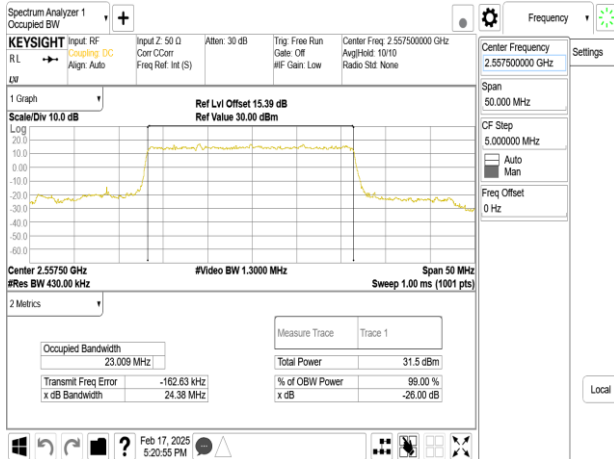 Spectrum Analyzer 1
Occupied BW
+
Frequency
KEYSIGHT
RL
LXI
Input: RF
Coupling: DC
Align: Auto
Input Z: 50 Ω
Corr CCorr
Freq Ref: Int (S)
Atten: 30 dB
Trig: Free Run
Gate: Off
#IF Gain: Low
Center Freq: 2.557500000 GHz
Avg|Hold: 10/10
Radio Std: None
Center Frequency
2.557500000 GHz
Settings
Span
50.000 MHz
CF Step
5.000000 MHz
Auto
Man
Freq Offset
0 Hz
Local
1 Graph
Scale/Div 10.0 dB
Ref Lvl Offset 15.39 dB
Ref Value 30.00 dBm
Log
20.0
10.0
0.00
-10.0
-20.0
-30.0
-40.0
-50.0
-60.0
Center 2.55750 GHz
#Video BW 1.3000 MHz
Span 50 MHz
#Res BW 430.00 kHz
Sweep 1.00 ms (1001 pts)
2 Metrics
Measure Trace
Trace 1
Occupied Bandwidth
23.009 MHz
Total Power
31.5 dBm
Transmit Freq Error
-162.63 kHz
% of OBW Power
99.00 %
x dB Bandwidth
24.38 MHz
x dB
-26.00 dB
?
Feb 17, 2025
5:20:55 PM